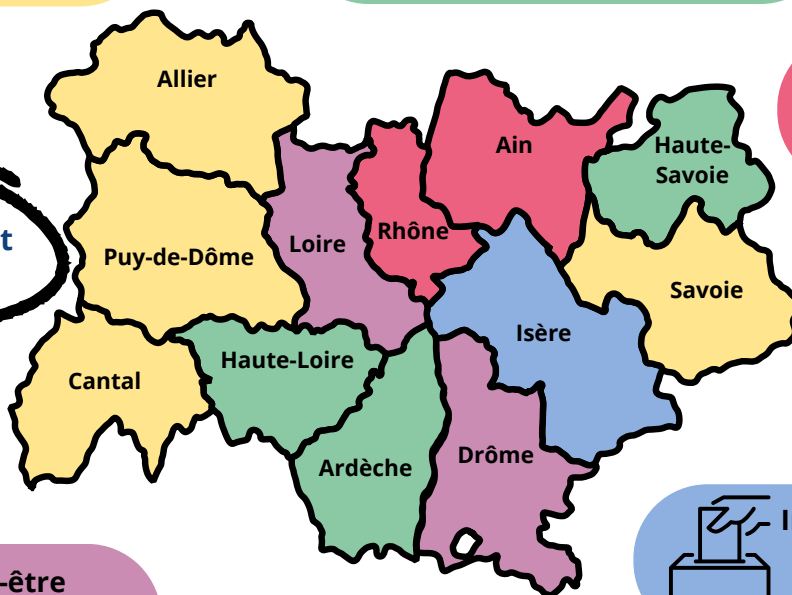 Allier
Ain
Haute-
Savoie
Rhône
t
Loire
Puy-de-Dôme
Savoie
Isère
Haute-Loire
Cantal
Drôme
Ardèche
-être